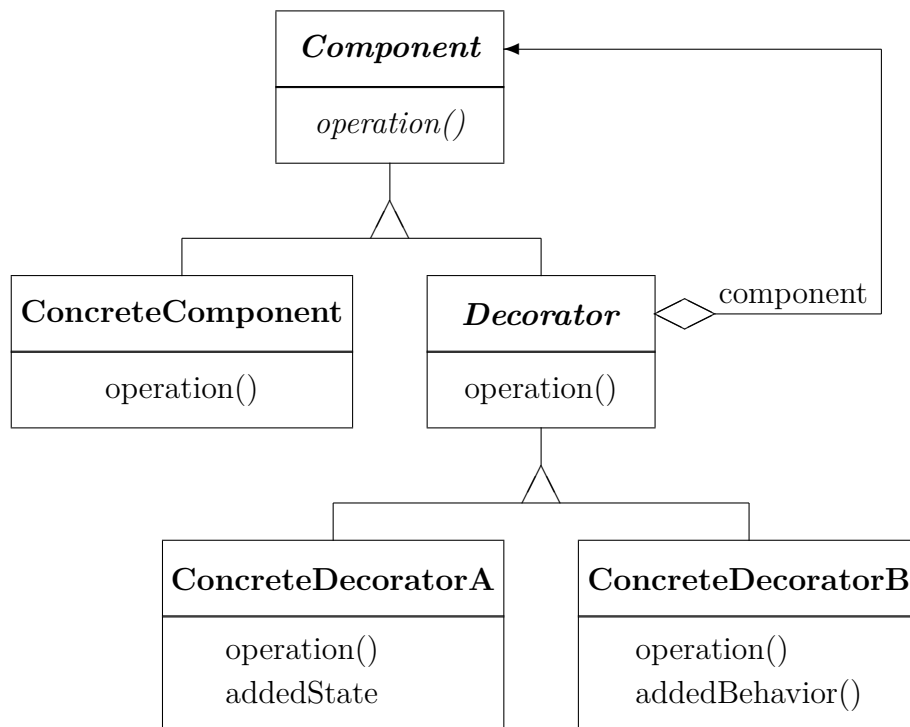 Component
operation()
ConcreteComponent
operation()
Decorator
operation()
component
ConcreteDecoratorA
operation()
addedState
ConcreteDecoratorB
operation()
addedBehavior()